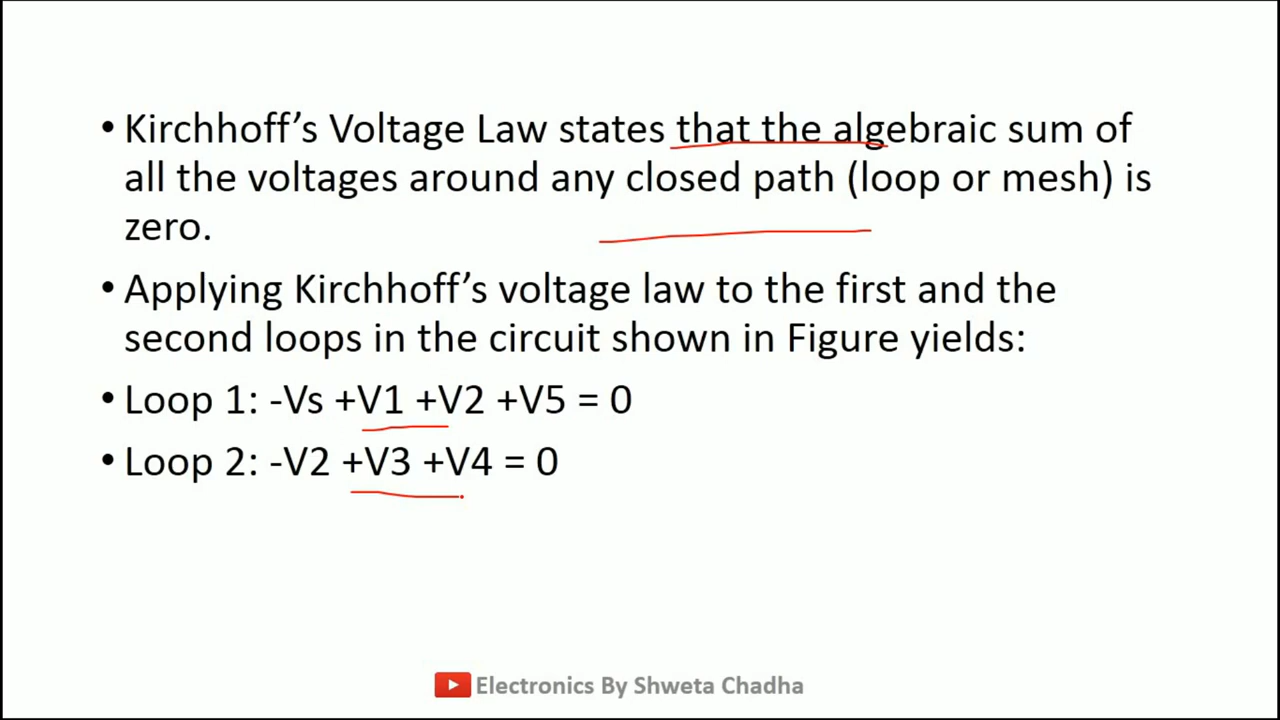 • Kirchhoff’s Voltage Law states that the algebraic sum of
all the voltages around any closed path (loop or mesh) is
zero.
• Applying Kirchhoff’s voltage law to the first and the
second loops in the circuit shown in Figure yields:
• Loop 1: -Vs +V1 +V2 +V5 = 0
• Loop 2: -V2 +V3 +V4 = 0
Electronics By Shweta Chadha